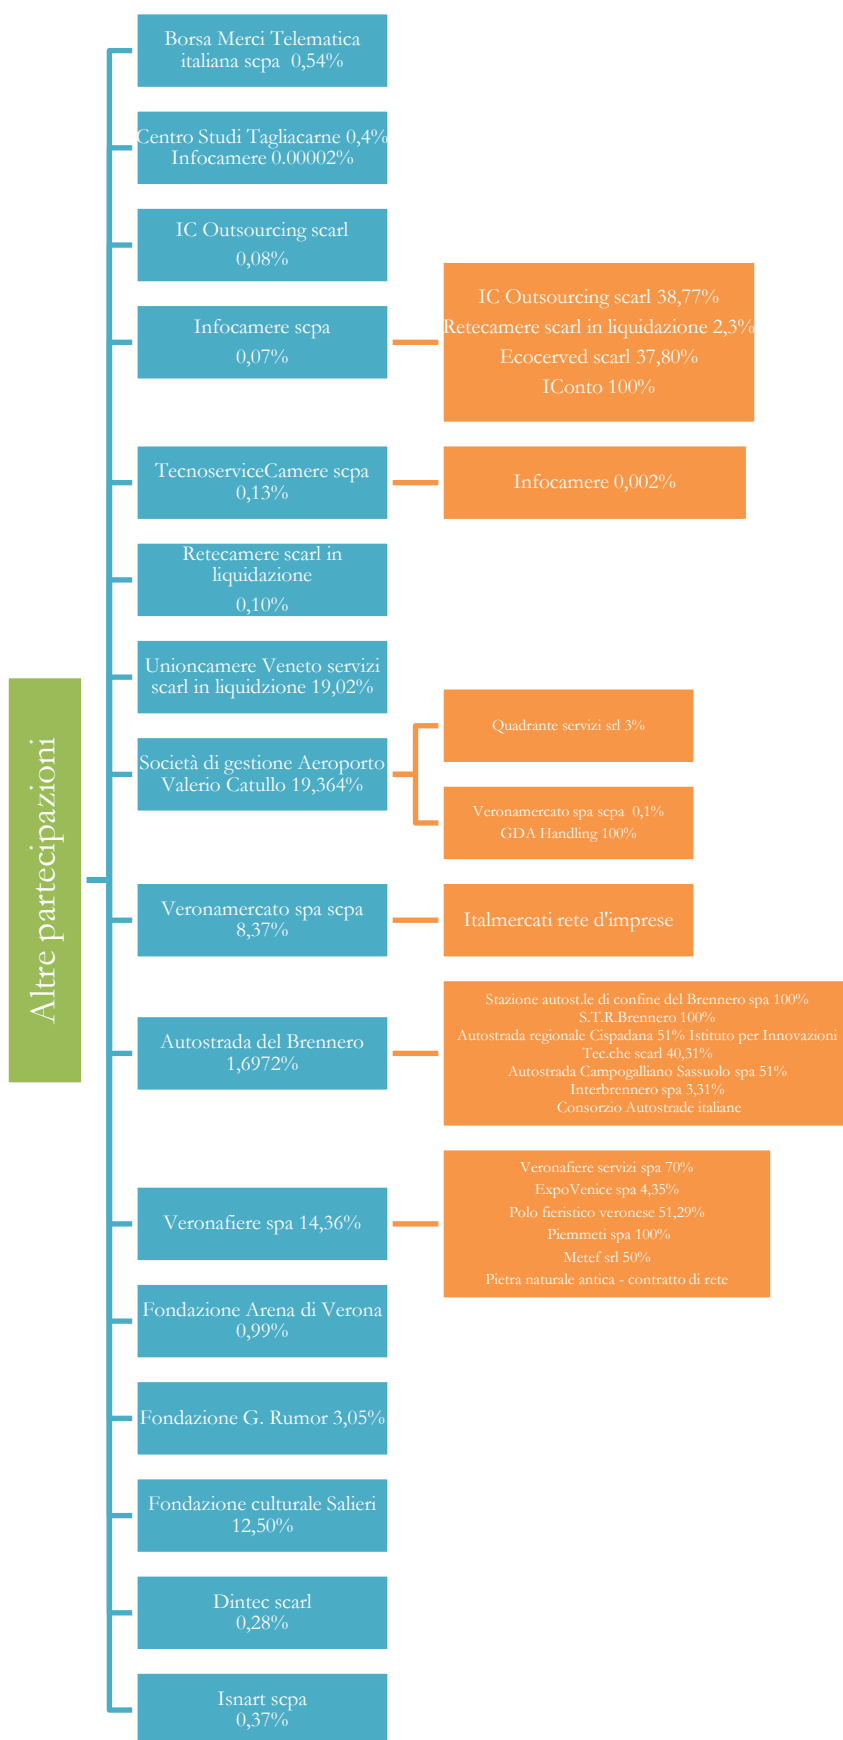 Altre partecipazioni
Borsa Merci Telematica
italiana scpa 0,54%
Centro Studi Tagliacarne 0,4%
Infocamere 0.00002%
IC Outsourcing scarl
0,08%
Infocamere scpa
0,07%
IC Outsourcing scarl 38,77%
Retecamere scarl in liquidazione 2,3%
Ecocerved scarl 37,80%
IConto 100%
TecnoserviceCamere scpa
0,13%
Infocamere 0,002%
Retecamere scarl in
liquidazione
0,10%
Unioncamere Veneto servizi
scarl in liquidzione 19,02%
Società di gestione Aeroporto
Valerio Catullo 19,364%
Quadrante servizi srl 3%
Veronamercato spa scpa 0,1%
GDA Handling 100%
Veronamercato spa scpa
8,37%
Italmercati rete d'imprese
Autostrada del Brennero
1,6972%
Stazione autost.le di confine del Brennero spa 100%
S.T.R.Brennero 100%
Autostrada regionale Cispadana 51% Istituto per Innovazioni
Tec.che scarl 40,31%
Autostrada Campogalliano Sassuolo spa 51%
Interbrennero spa 3,31%
Consorzio Autostrade italiane
Veronafiere spa 14,36%
Veronafiere servizi spa 70%
ExpoVenice spa 4,35%
Polo fieristico veronese 51,29%
Piemmeti spa 100%
Metef srl 50%
Pietra naturale antica - contratto di rete
Fondazione Arena di Verona
0,99%
Fondazione G. Rumor 3,05%
Fondazione culturale Salieri
12,50%
Dintec scarl
0,28%
Isnart scpa
0,37%